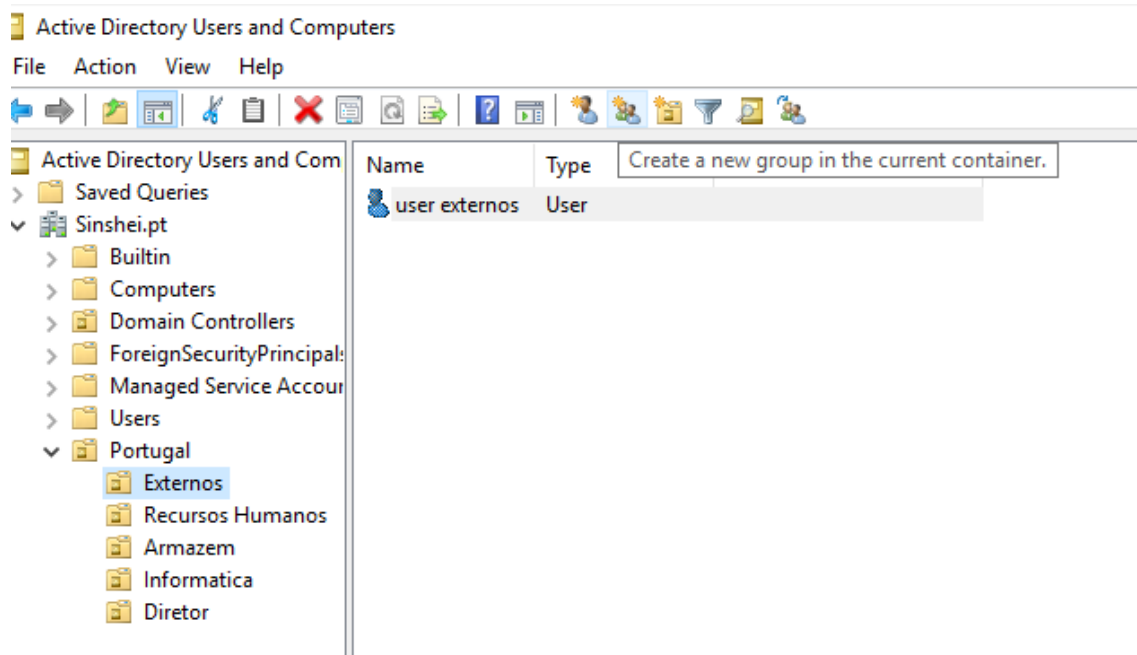 Active Directory Users and Computers
File Action View Help
Active Directory Users and Com
Saved Queries
Sinshei.pt
Builtin
Computers
Domain Controllers
ForeignSecurityPrincipal
Managed Service Accour
Users
Portugal
Externos
Recursos Humanos
Armazem
Informatica
Diretor
Name Type
Create a new group in the current container.
user externos User